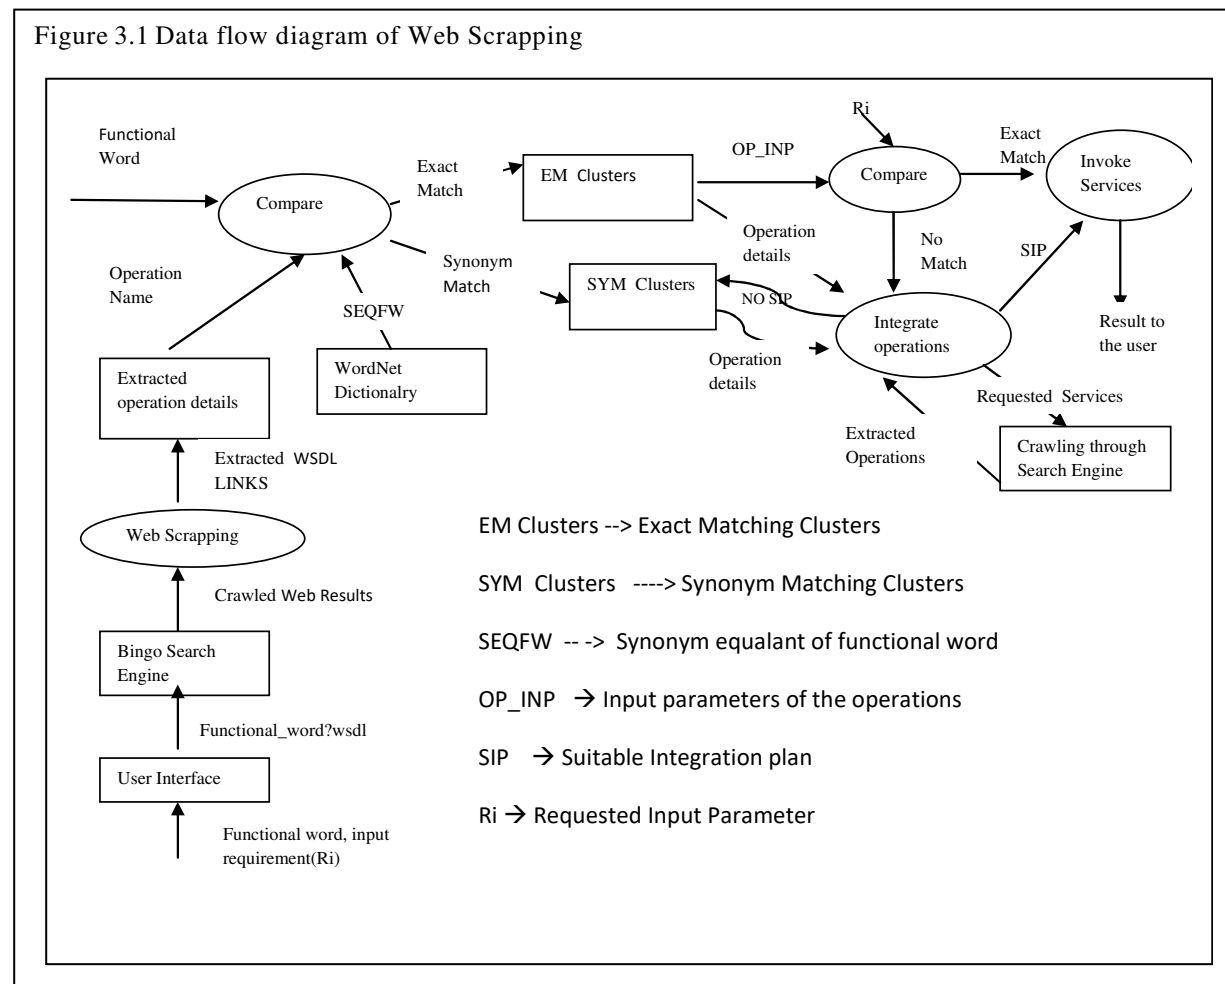 Figure 3.1 Data flow diagram of Web Scrapping
Functional
Word
Compare
Exact
Match
EM Clusters
OP_INP
Ri
Compare
Exact
Match
Invoke
Services
Operation
Name
Synonym
Match
SEQFW
SYM Clusters
Operation
details
NO SIP
No
Match
SIP
Integrate
operations
Result to
the user
Operation
details
WordNet
Dictionalry
Extracted
operation details
Requested Services
Extracted
Operations
Crawling through
Search Engine
Extracted WSDL
LINKS
Web Scrapping
Crawled Web Results
Bingo Search
Engine
Functional_word?wsdl
User Interface
Functional word, input
requirement(Ri)
EM Clusters --> Exact Matching Clusters
SYM Clusters ----> Synonym Matching Clusters
SEQFW -- -> Synonym equalant of functional word
OP_INP → Input parameters of the operations
SIP → Suitable Integration plan
Ri → Requested Input Parameter